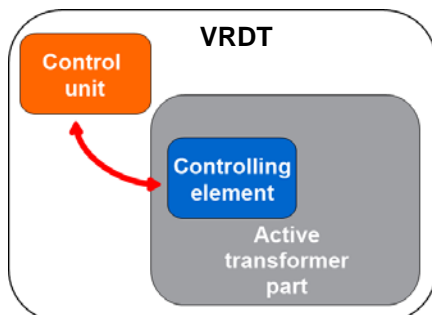 VRDT
Control
unit
Controlling
element
Active
transformer
part